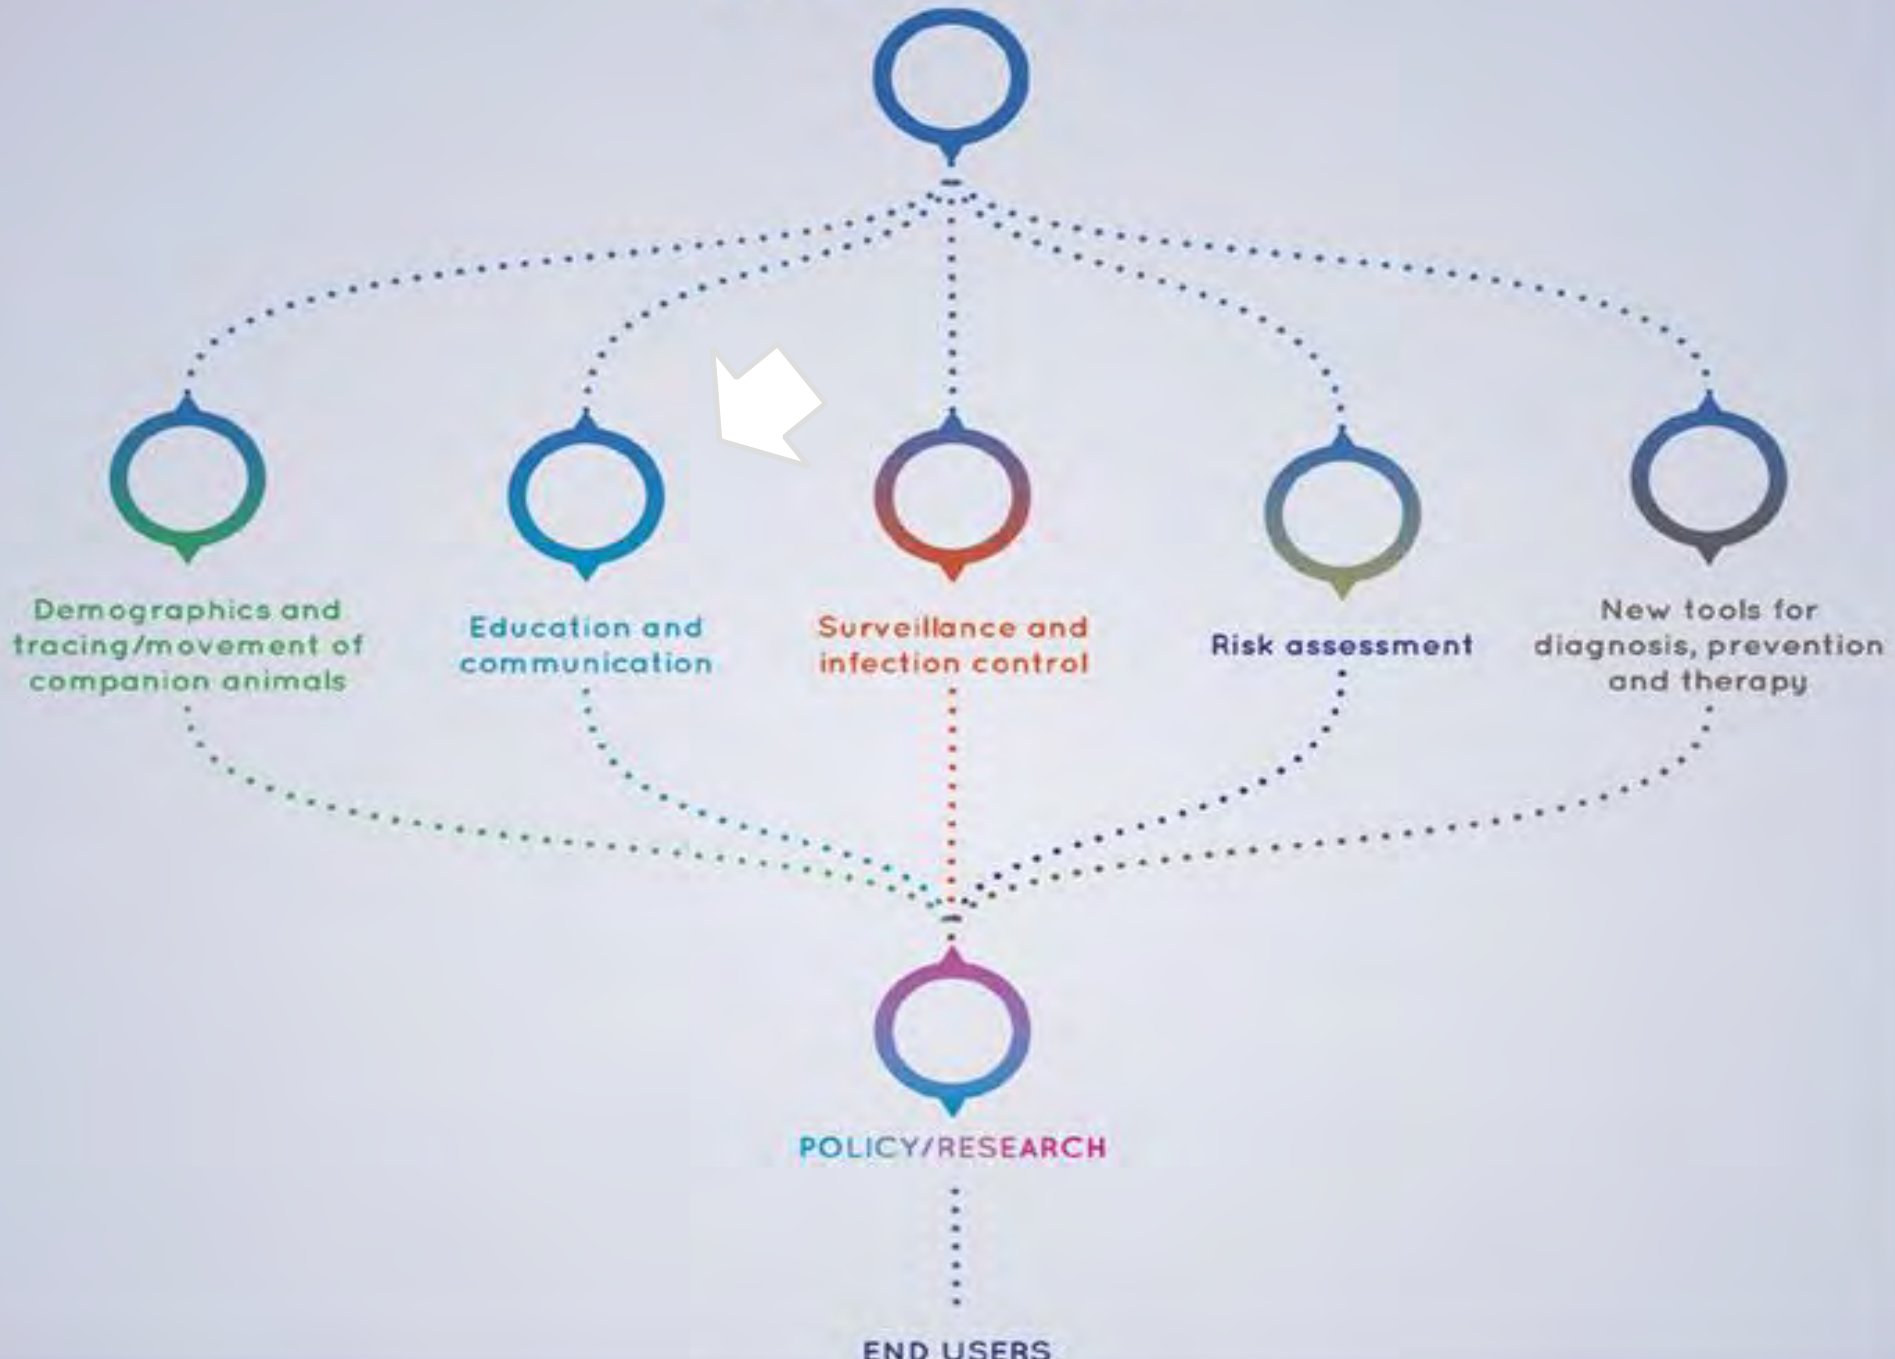 Demographics and
tracing/movement of
companion animals
Education and
communication
Surveillance and
infection control
Risk assessment
New tools for
diagnosis, prevention
and therapy
POLICY/RESEARCH
END USERS